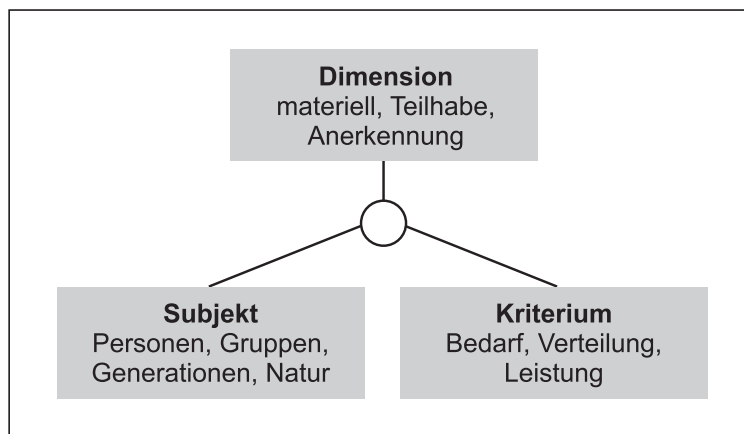 Dimension
materiell, Teilhabe,
Anerkennung
Subjekt
Personen, Gruppen,
Generationen, Natur
Kriterium
Bedarf, Verteilung,
Leistung